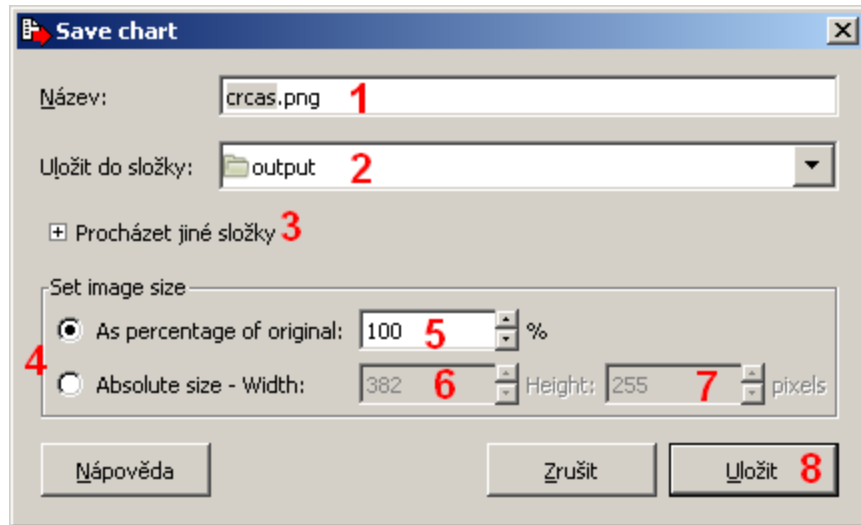 Save chart
Název: crcas.png 1
Uložit do složky: output 2
Procházet jiné složky 3
Set image size
As percentage of original: 100 5 %
4
Absolute size - Width: 382 6 Height: 255 7 pixels
Nápověda Zrušit Uložit 8